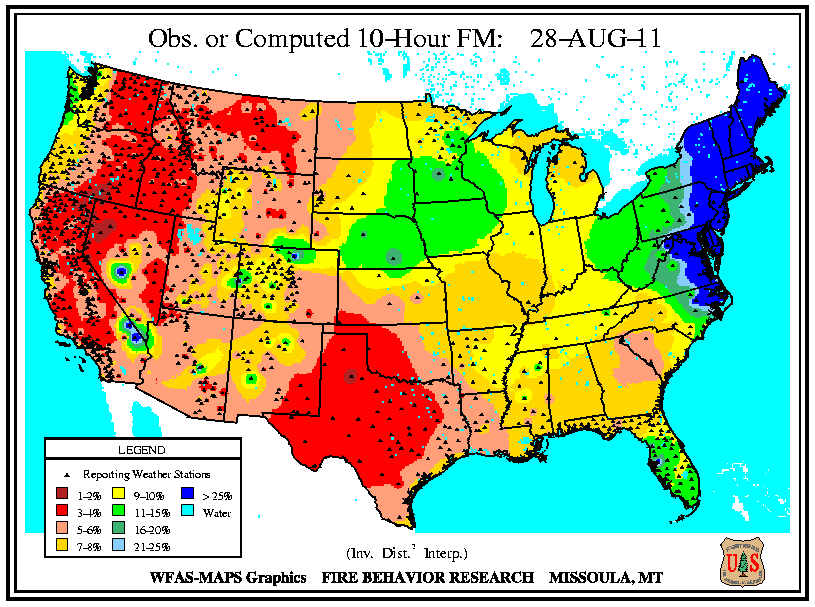 Obs. or Computed 10-Hour FM: 28-AUG-11
LEGEND
Reporting Weather Stations
1-2% 9-10% > 25%
3-4% 11-15% Water
5-6% 16-20%
7-8% 21-25%
(Inv. Dist.² Interp.)
WFAS-MAPS Graphics FIRE BEHAVIOR RESEARCH MISSOULA, MT
U S